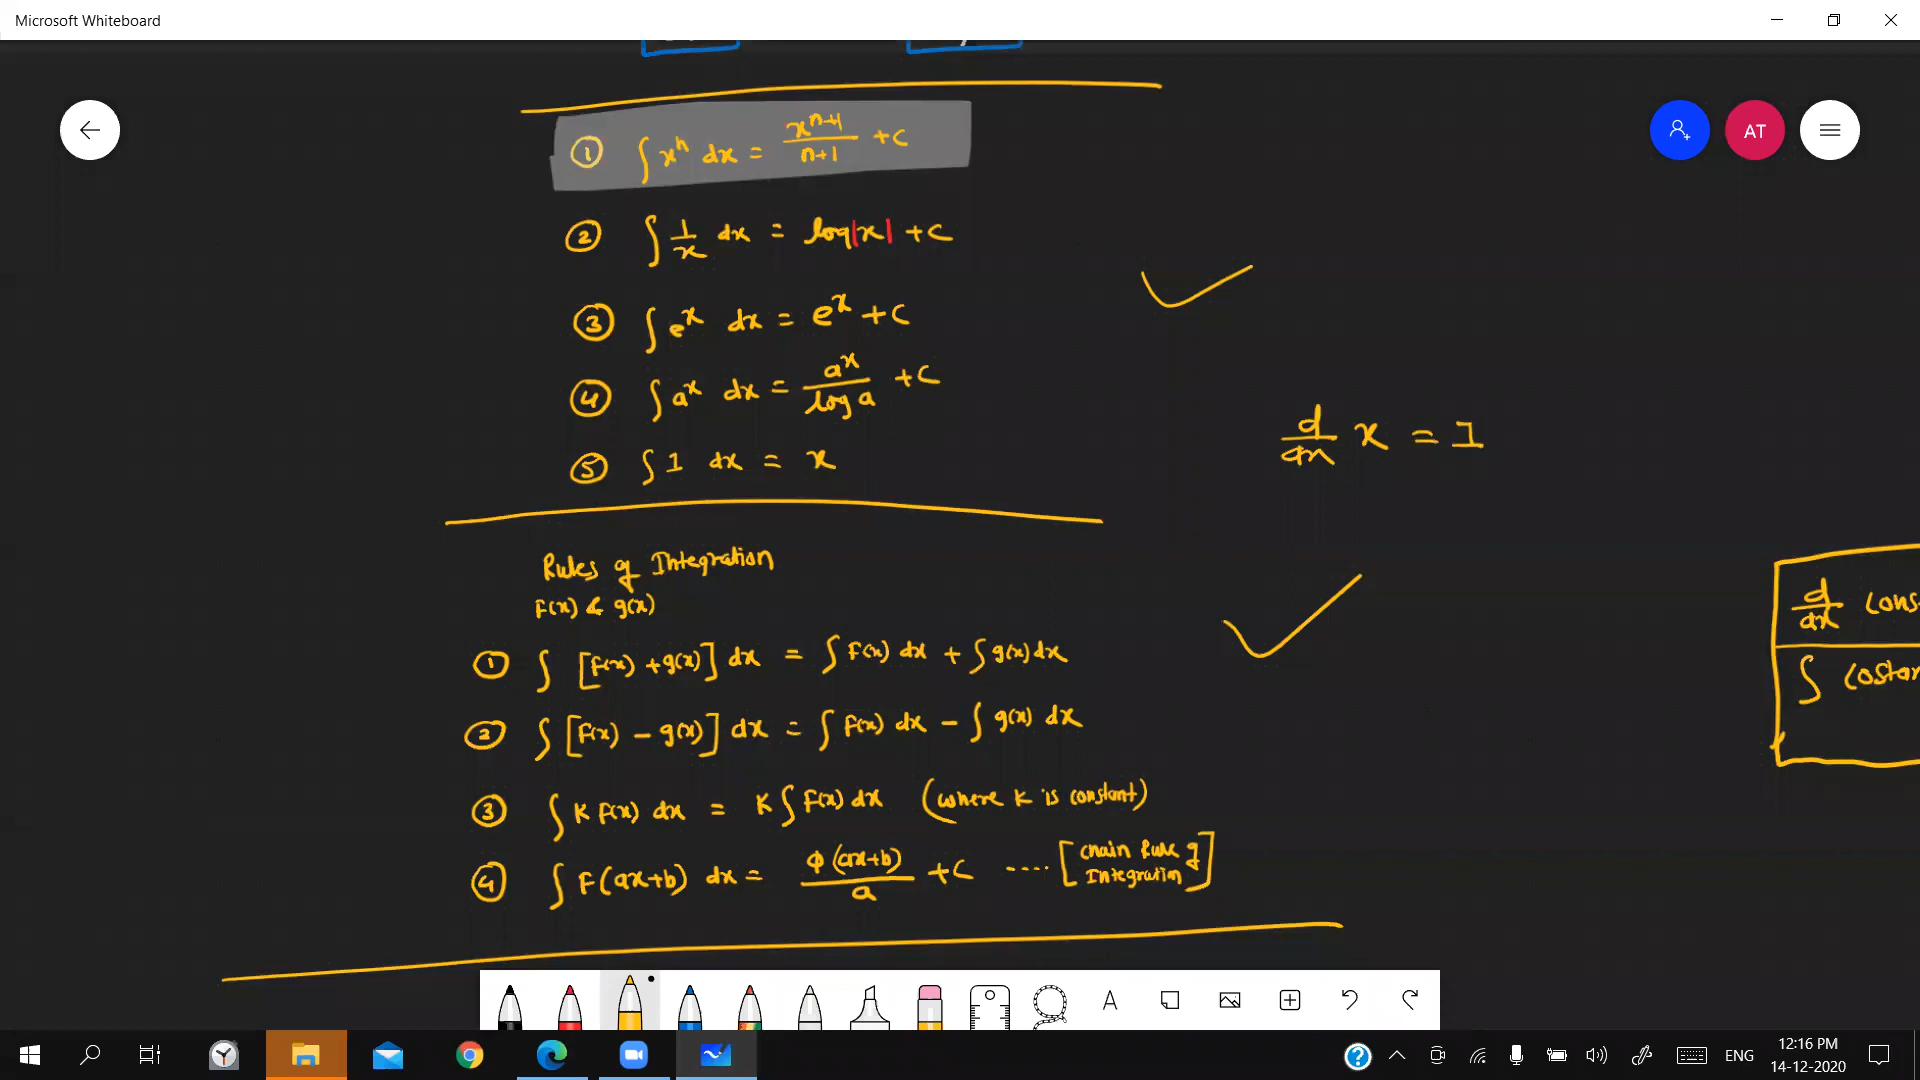 Microsoft Whiteboard
AT
① ∫ xⁿ dx = xⁿ⁺¹/n+1 + c
② ∫ 1/x dx = log|x| + c
③ ∫ eˣ dx = eˣ + c
④ ∫ aˣ dx = aˣ/log a + c
⑤ ∫ 1 dx = x
d/dx x = 1
Rules of Integration
F(x) & g(x)
① ∫ [F(x) + g(x)] dx = ∫ F(x) dx + ∫ g(x) dx
② ∫ [F(x) − g(x)] dx = ∫ F(x) dx − ∫ g(x) dx
③ ∫ K F(x) dx = K ∫ F(x) dx (where K is constant)
④ ∫ F(ax+b) dx = Φ(ax+b)/a + c .... [Chain Rule of Integration]
d/dx Cons
∫ Costan
A
ENG
12:16 PM
14-12-2020